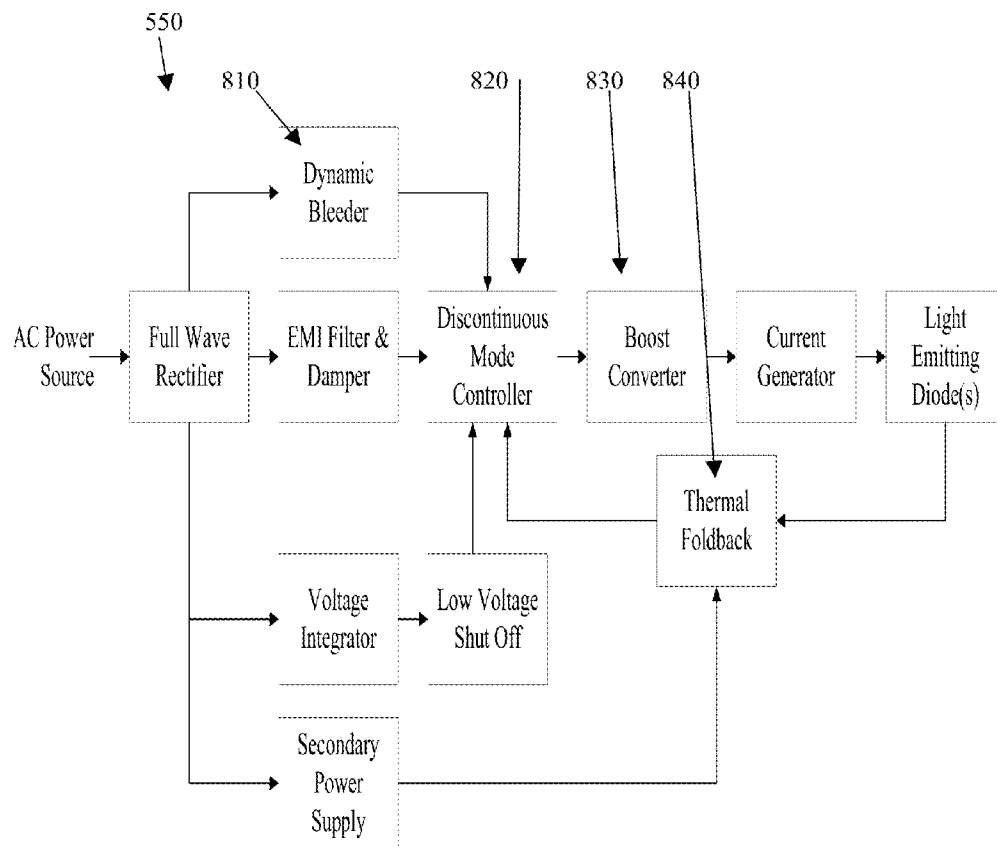 550
810
820
830
840
Dynamic
Bleeder
AC Power
Source
Full Wave
Rectifier
EMI Filter &
Damper
Discontinuous
Mode
Controller
Boost
Converter
Current
Generator
Light
Emitting
Diode(s)
Thermal
Foldback
Voltage
Integrator
Low Voltage
Shut Off
Secondary
Power
Supply